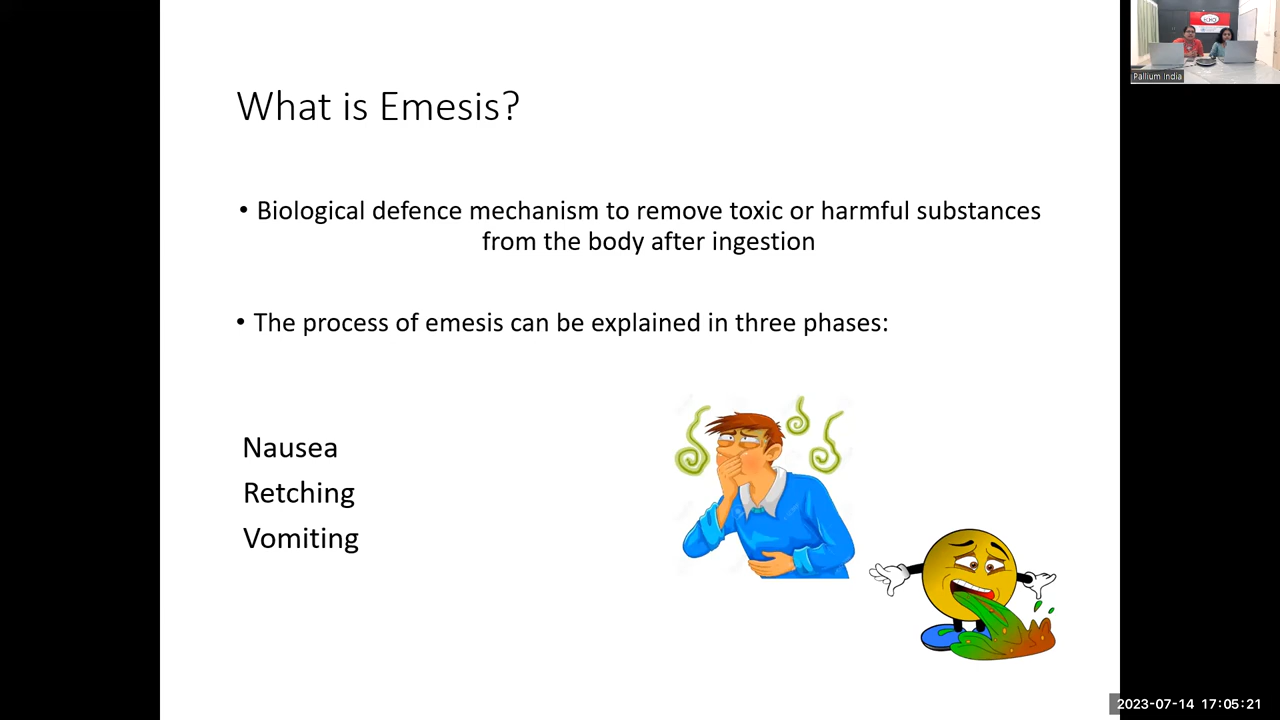 What is Emesis?
• Biological defence mechanism to remove toxic or harmful substances
from the body after ingestion
• The process of emesis can be explained in three phases:
Nausea
Retching
Vomiting
ECHO
Pallium India
2023-07-14 17:05:21